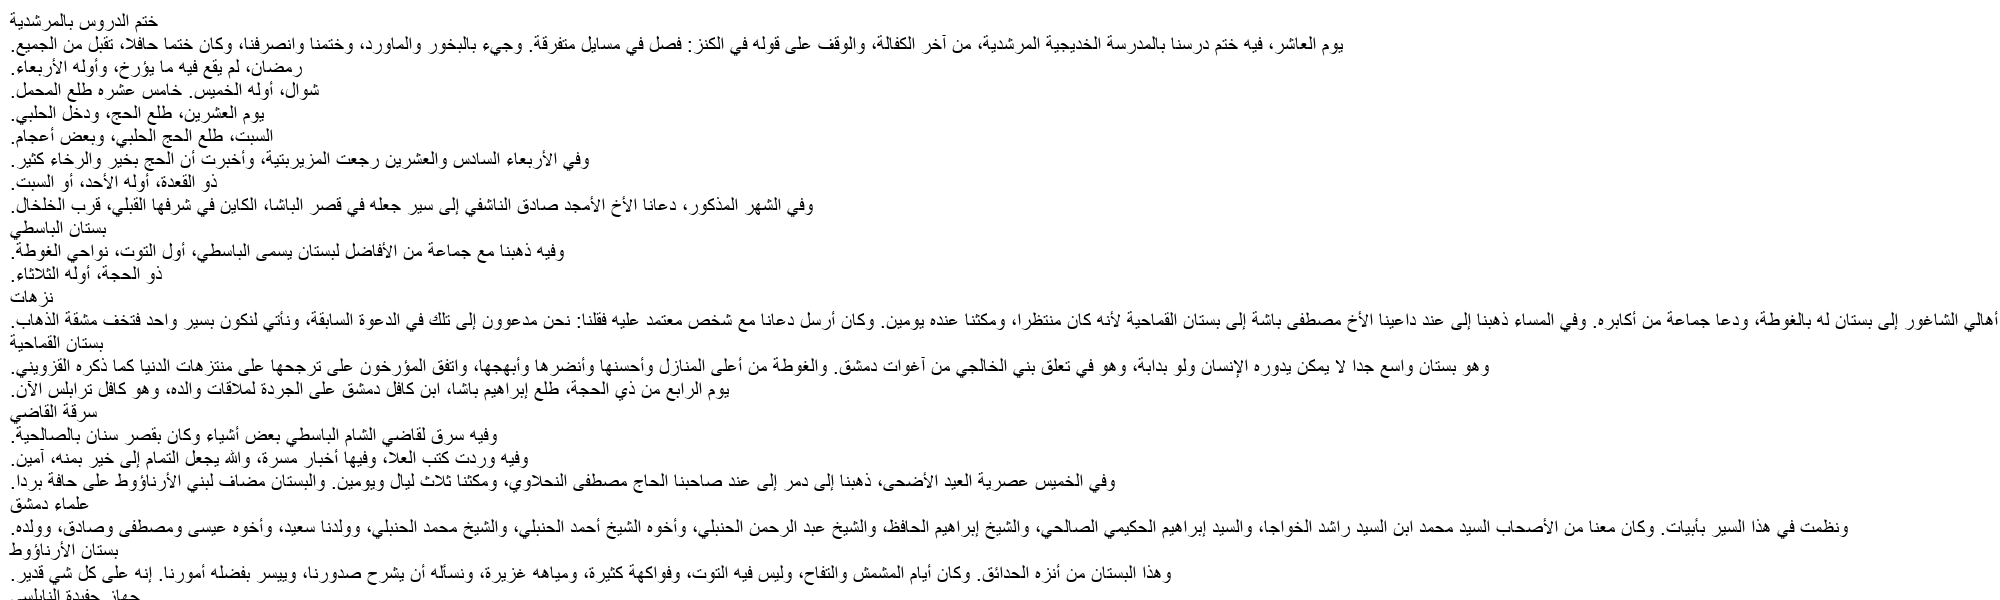 ختم الدروس بالمرشدية
يوم العاشر، فيه ختم درسنا بالمدرسة الخديجية المرشدية، من آخر الكفالة، والوقف على قوله في الكنز: فصل في مسايل متفرقة. وجيء بالبخور والماورد، وختمنا وانصرفنا، وكان ختما حافلا، تقبل من الجميع.
رمضان، لم يقع فيه ما يؤرخ، وأوله الأربعاء.
شوال، أوله الخميس. خامس عشره طلع المحمل.
يوم العشرين، طلع الحج، ودخل الحلبي.
السبت، طلع الحج الحلبي، وبعض أعجام.
وفي الأربعاء السادس والعشرين رجعت المزيربتية، وأخبرت أن الحج بخير والرخاء كثير.
ذو القعدة، أوله الأحد، أو السبت.
وفي الشهر المذكور، دعانا الأخ الأمجد صادق الناشفي إلى سير جعله في قصر الباشا، الكاين في شرفها القبلي، قرب الخلخال.
بستان الباسطي
وفيه ذهبنا مع جماعة من الأفاضل لبستان يسمى الباسطي، أول التوت، نواحي الغوطة.
ذو الحجة، أوله الثلاثاء.
نزهات
أهالي الشاغور إلى بستان له بالغوطة، ودعا جماعة من أكابره. وفي المساء ذهبنا إلى عند داعينا الأخ مصطفى باشة إلى بستان القماحية لأنه كان منتظرا، ومكثنا عنده يومين. وكان أرسل دعانا مع شخص معتمد عليه فقلنا: نحن مدعوون إلى تلك في الدعوة السابقة، ونأتي لنكون بسير واحد فتخف مشقة الذهاب.
بستان القماحية
وهو بستان واسع جدا لا يمكن يدوره الإنسان ولو بدابة، وهو في تعلق بني الخالجي من آغوات دمشق. والغوطة من أعلى المنازل وأحسنها وأنضرها وأبهجها، واتفق المؤرخون على ترجحها على منتزهات الدنيا كما ذكره القزويني.
يوم الرابع من ذي الحجة، طلع إبراهيم باشا، ابن كافل دمشق على الجردة لملاقات والده، وهو كافل ترابلس الآن.
سرقة القاضي
وفيه سرق لقاضي الشام الباسطي بعض أشياء وكان بقصر سنان بالصالحية.
وفيه وردت كتب العلا، وفيها أخبار مسرة، والله يجعل التمام إلى خير بمنه، آمين.
وفي الخميس عصرية العيد الأضحى، ذهبنا إلى دمر إلى عند صاحبنا الحاج مصطفى النحلاوي، ومكثنا ثلاث ليال ويومين. والبستان مضاف لبني الأرناؤوط على حافة بردا.
علماء دمشق
ونظمت في هذا السير بأبيات. وكان معنا من الأصحاب السيد محمد ابن السيد راشد الخواجا، والسيد إبراهيم الحكيمي الصالحي، والشيخ إبراهيم الحافظ، والشيخ عبد الرحمن الحنبلي، وأخوه الشيخ أحمد الحنبلي، والشيخ محمد الحنبلي، وولدنا سعيد، وأخوه عيسى ومصطفى وصادق، وولده.
بستان الأرناؤوط
وهذا البستان من أنزه الحدائق. وكان أيام المشمش والتفاح، وليس فيه التوت، وفواكهة كثيرة، ومياهه غزيرة، ونسأله أن يشرح صدورنا، وييسر بفضله أمورنا. إنه على كل شي قدير.
جهاز حفيدة النابلسي